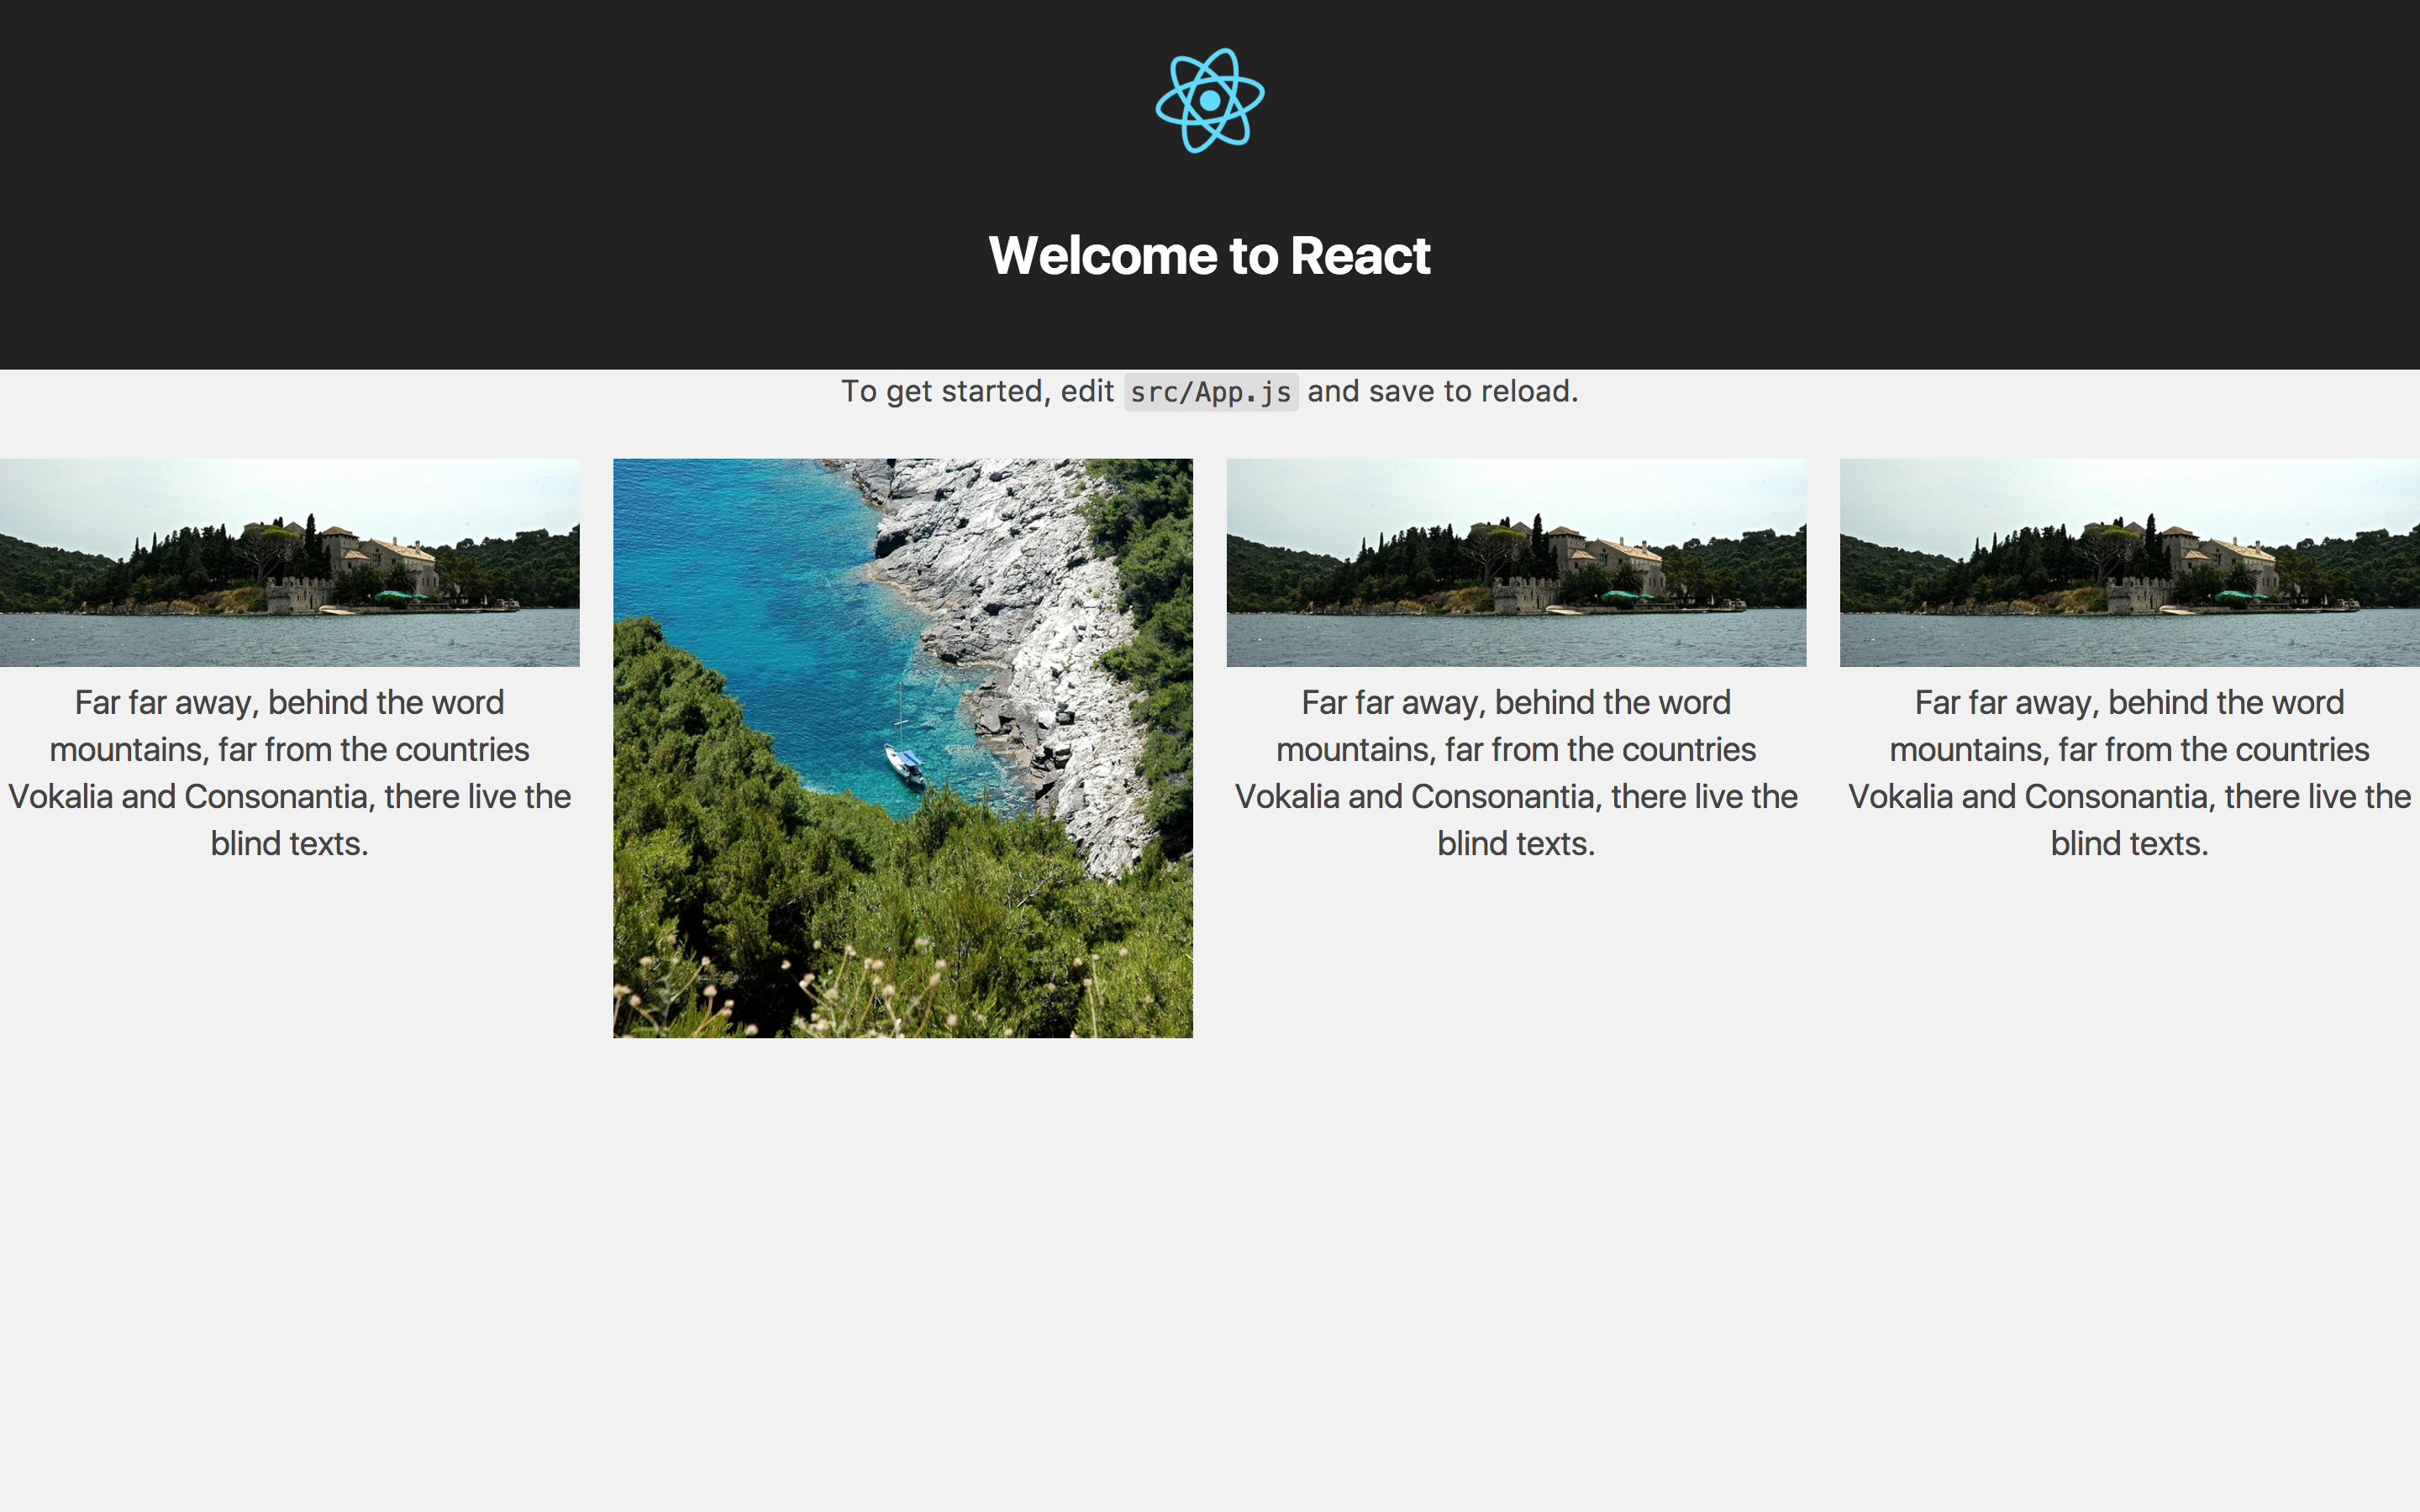 Welcome to React
To get started, edit src/App.js and save to reload.
Far far away, behind the word
mountains, far from the countries
Vokalia and Consonantia, there live the
blind texts.
Far far away, behind the word
mountains, far from the countries
Vokalia and Consonantia, there live the
blind texts.
Far far away, behind the word
mountains, far from the countries
Vokalia and Consonantia, there live the
blind texts.